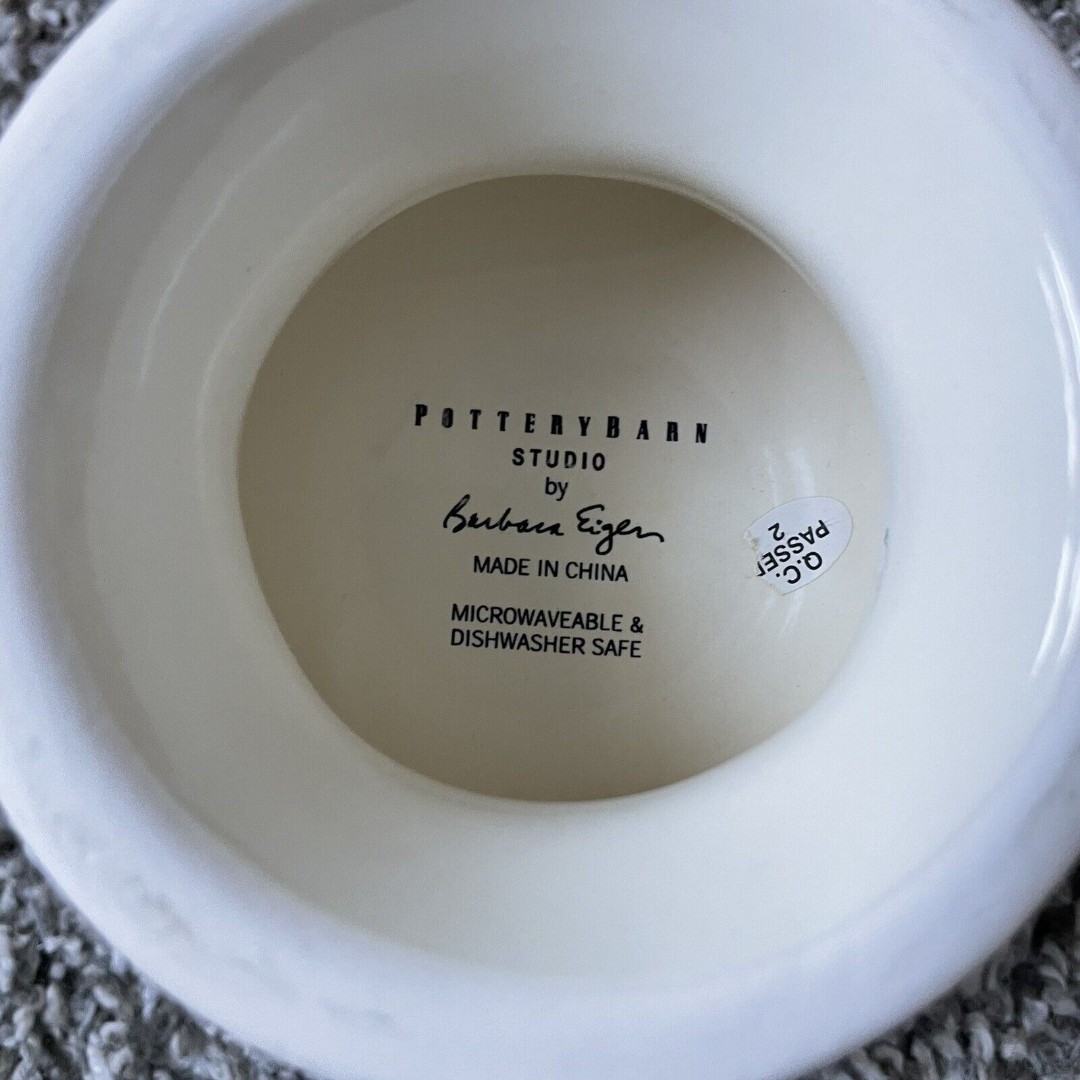 POTTERYBARN
STUDIO
by
Barbara Eigen
MADE IN CHINA
MICROWAVEABLE &
DISHWASHER SAFE
Q.C.
PASSED
2